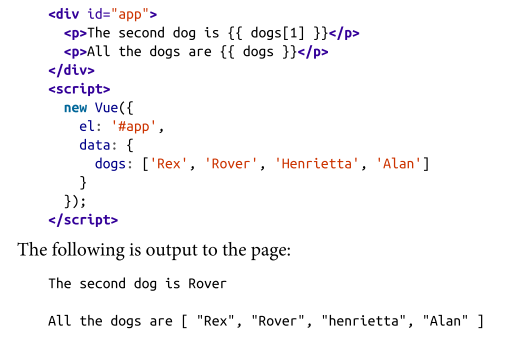 <div id="app">
<p>The second dog is {{ dogs[1] }}</p>
<p>All the dogs are {{ dogs }}</p>
</div>
<script>
new Vue({
el: '#app',
data: {
dogs: ['Rex', 'Rover', 'Henrietta', 'Alan']
}
});
</script>
The following is output to the page:
The second dog is Rover
All the dogs are [ "Rex", "Rover", "henrietta", "Alan" ]